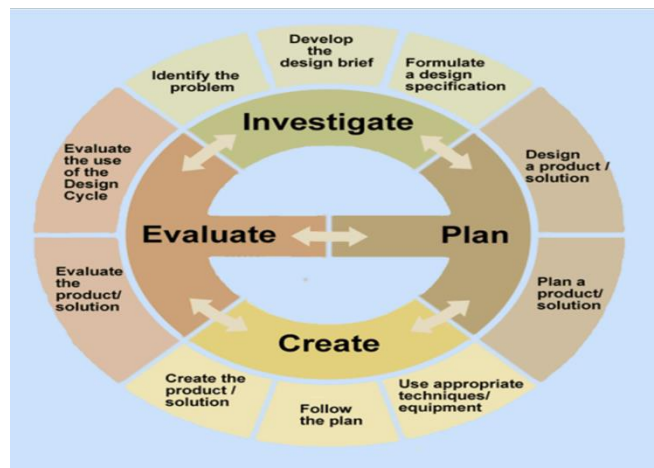 Develop
the
design brief
Identify the
problem
Formulate
a design
specification
Investigate
Evaluate
the use
of the
Design
Cycle
Design
a product /
solution
Evaluate
Plan
Evaluate
the
product/
solution
Plan a
product/
solution
Create
Create the
product /
solution
Follow
the plan
Use appropriate
techniques/
equipment